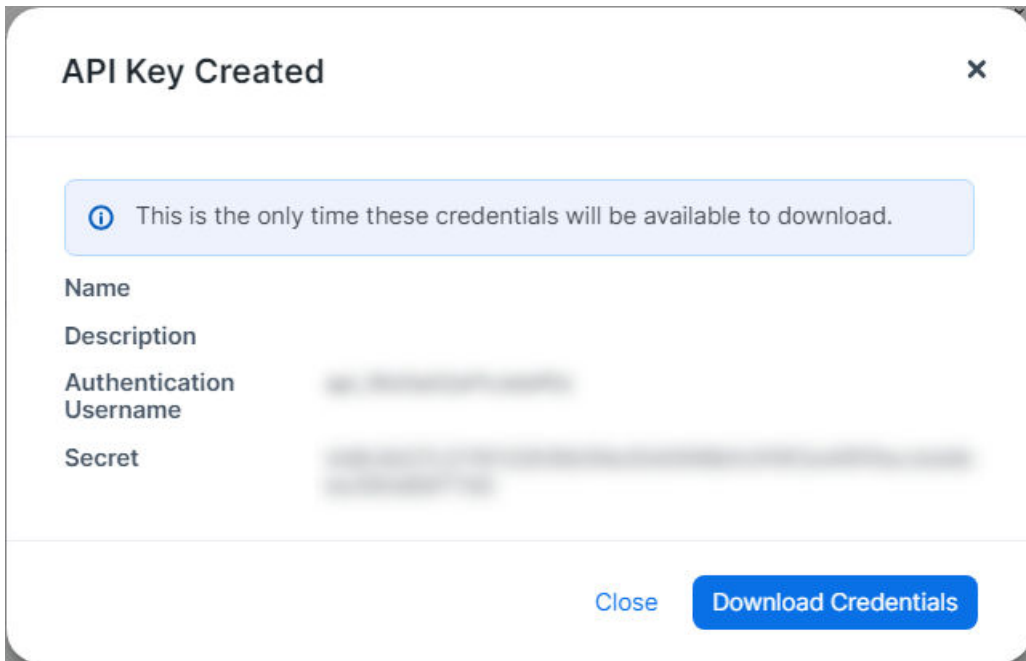 API Key Created
This is the only time these credentials will be available to download.
Name
Description
Authentication
Username
Secret
Close
Download Credentials